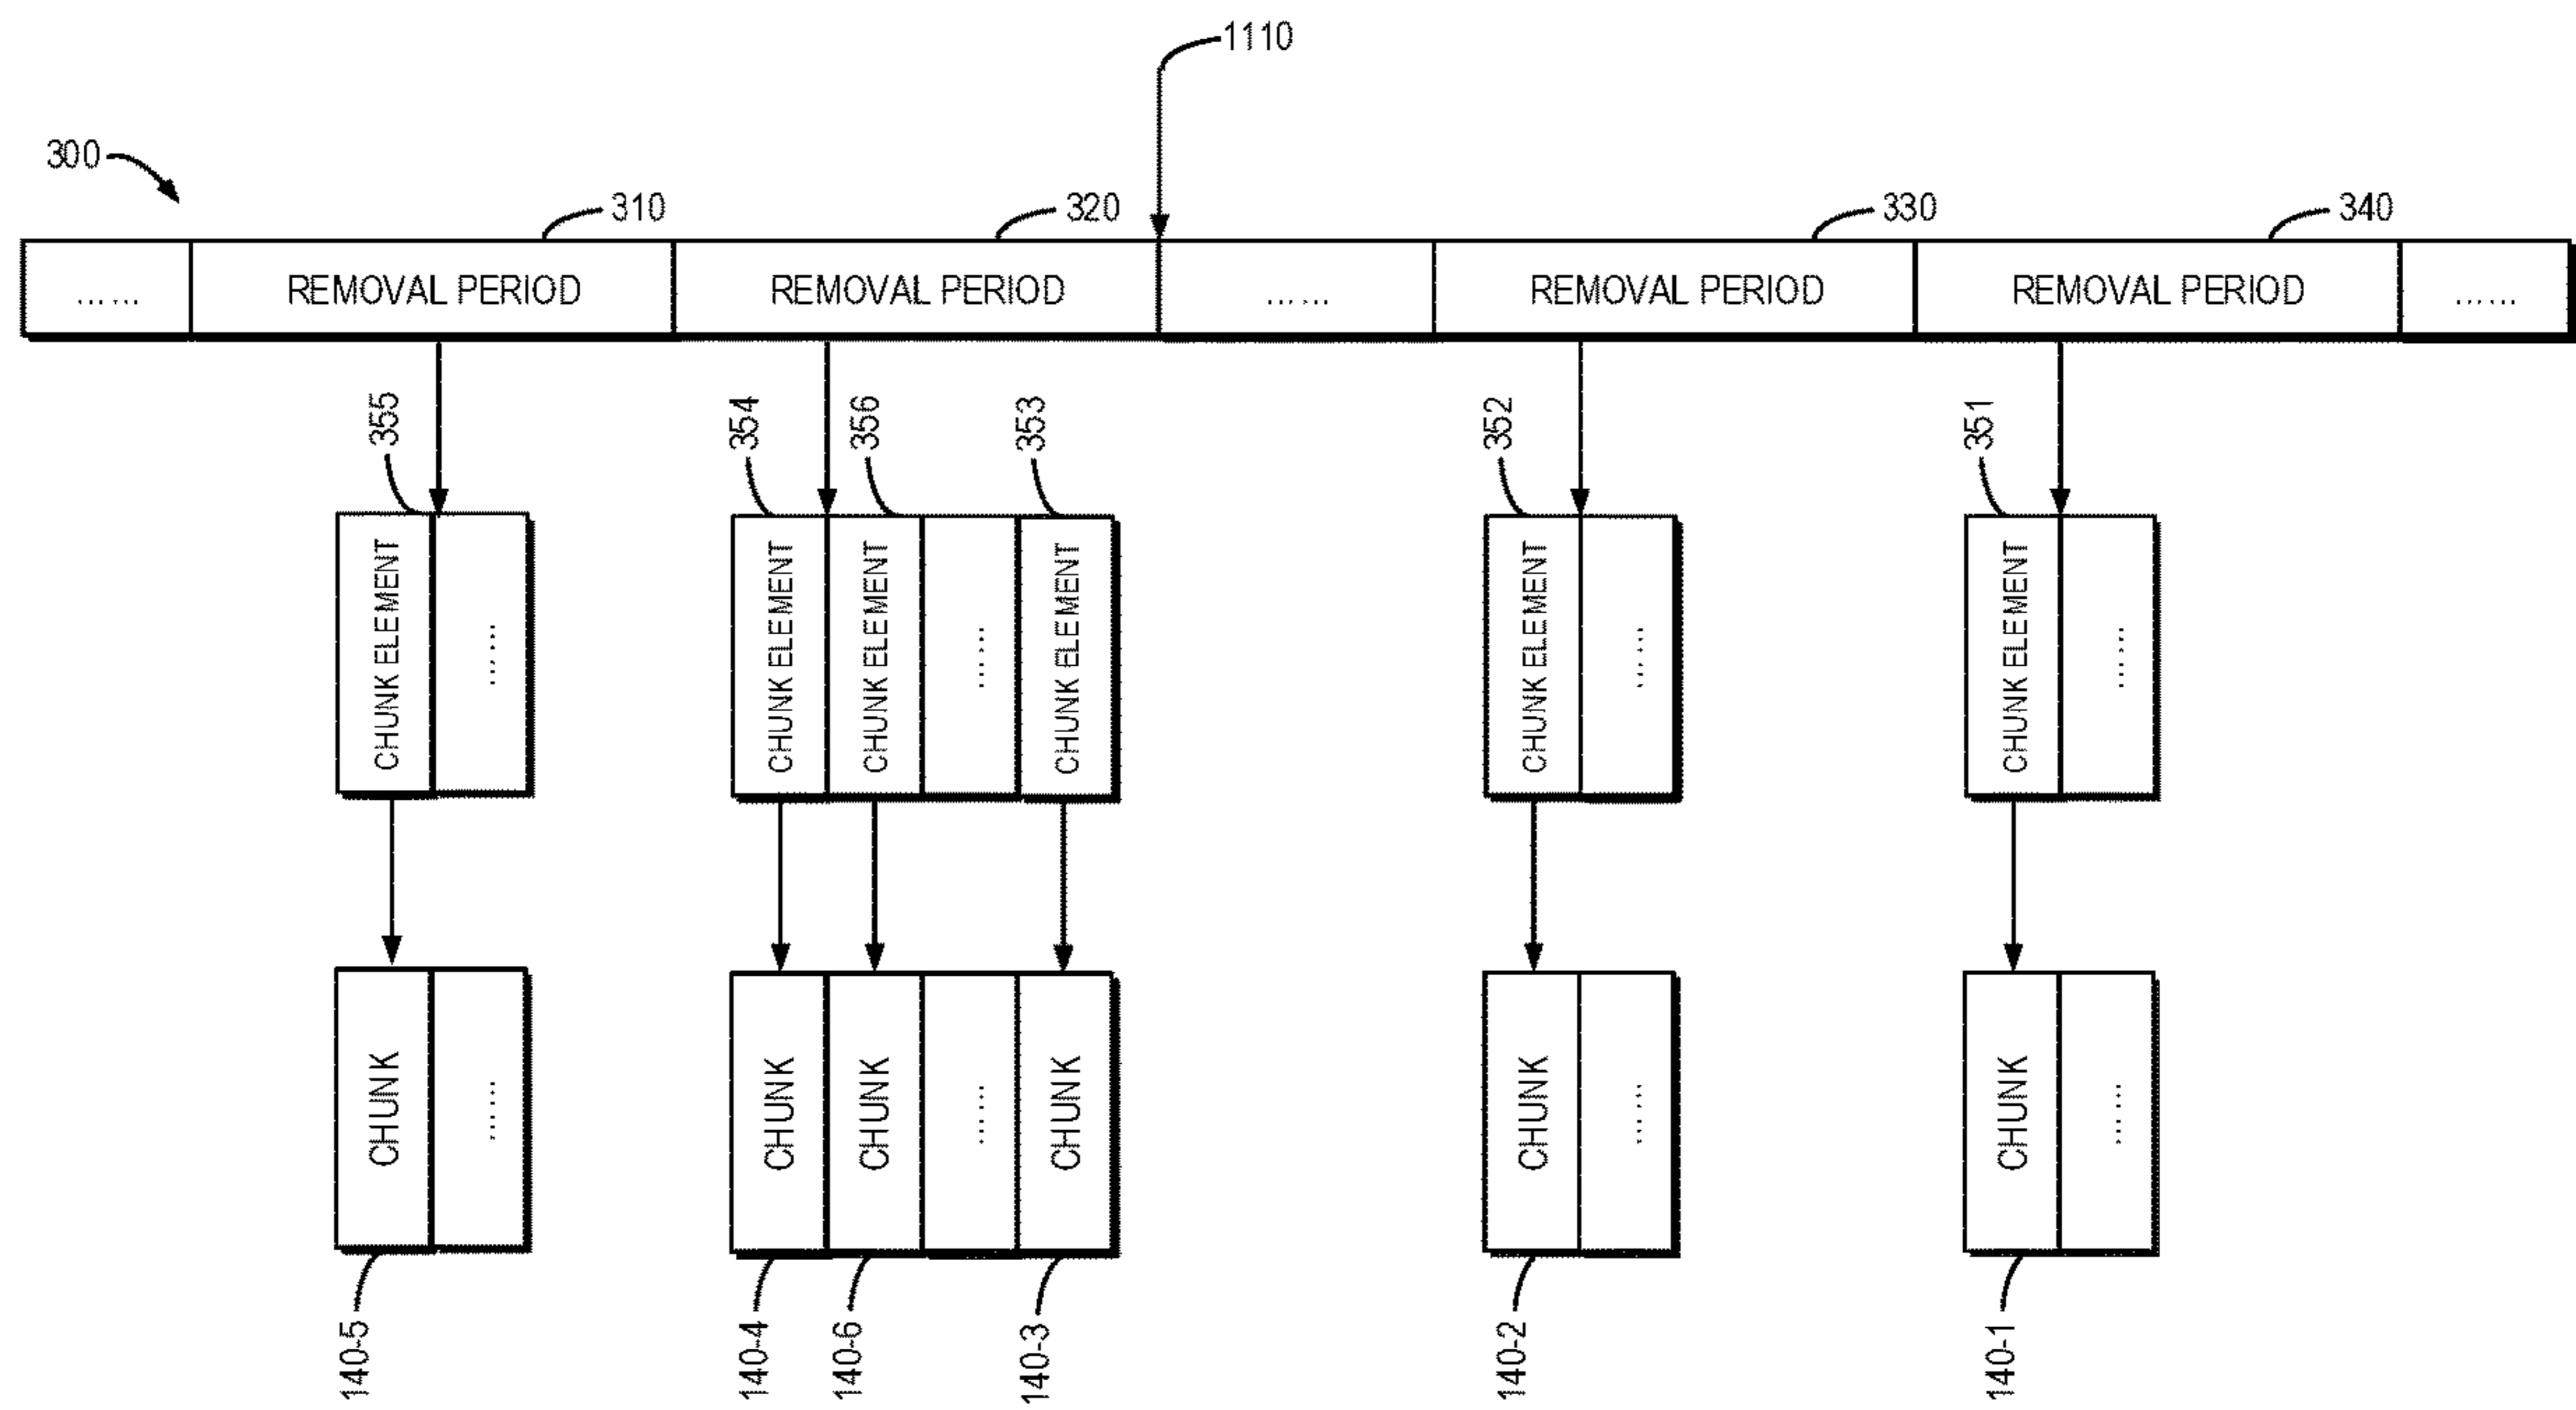 1110
300
310
320
330
340
......
REMOVAL PERIOD
REMOVAL PERIOD
......
REMOVAL PERIOD
REMOVAL PERIOD
......
355
354
356
353
352
351
CHUNK ELEMENT
......
CHUNK ELEMENT
CHUNK ELEMENT
......
CHUNK ELEMENT
CHUNK ELEMENT
......
CHUNK ELEMENT
......
CHUNK
......
CHUNK
CHUNK
......
CHUNK
CHUNK
......
CHUNK
......
140-5
140-4
140-6
140-3
140-2
140-1